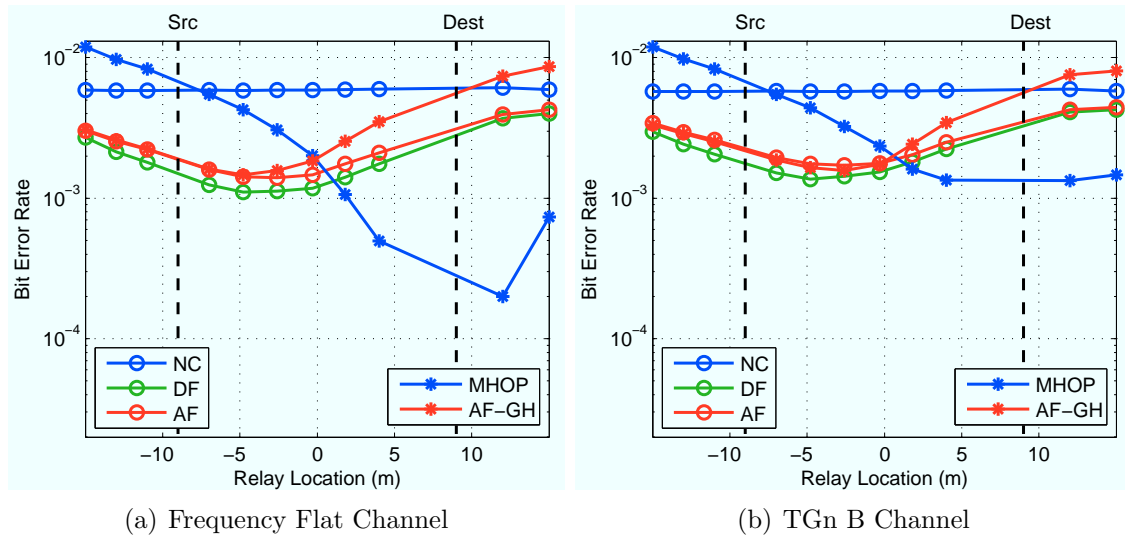 Src
Dest
10−2
10−3
10−4
Bit Error Rate
NC
DF
AF
MHOP
AF−GH
−10
−5
0
5
10
Relay Location (m)
(a) Frequency Flat Channel
Src
Dest
10−2
10−3
10−4
Bit Error Rate
NC
DF
AF
MHOP
AF−GH
−10
−5
0
5
10
Relay Location (m)
(b) TGn B Channel